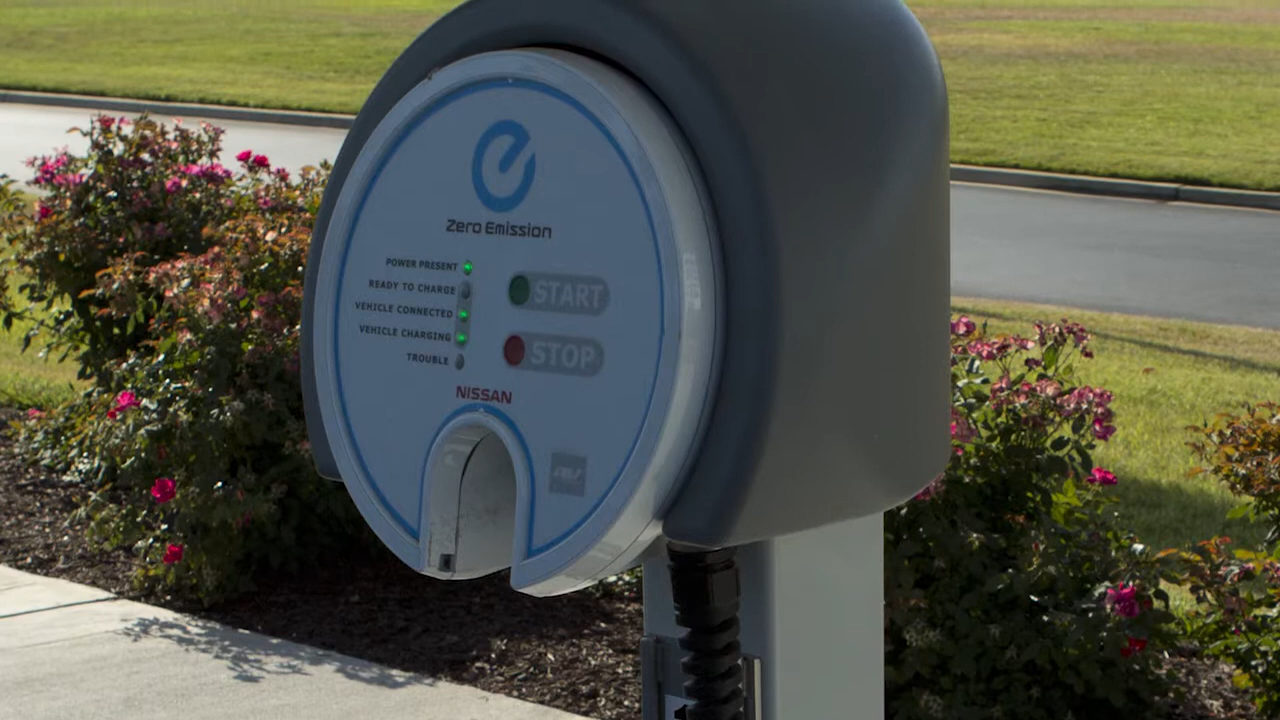 Zero Emission
POWER PRESENT
READY TO CHARGE
VEHICLE CONNECTED
VEHICLE CHARGING
TROUBLE
START
STOP
NISSAN